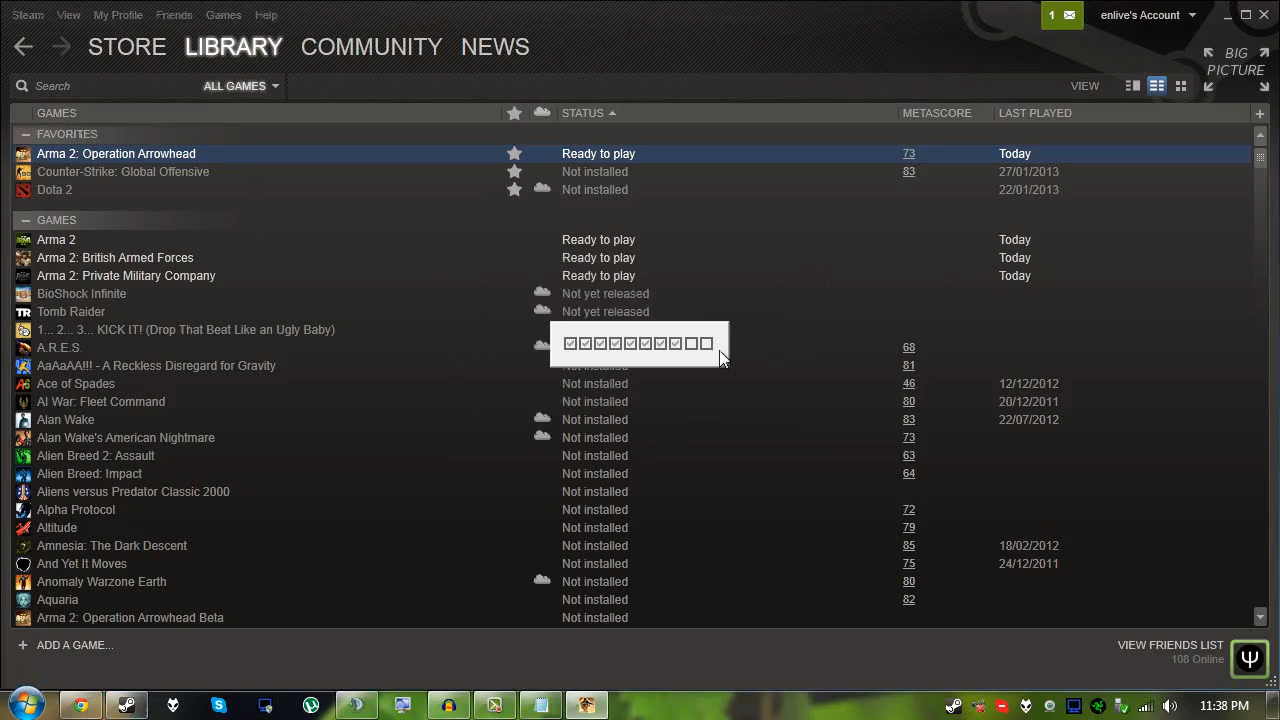 Steam View My Profile Friends Games Help
1 enlive's Account
STORE LIBRARY COMMUNITY NEWS
BIG PICTURE
Search ALL GAMES VIEW
GAMES STATUS METASCORE LAST PLAYED
FAVORITES
Arma 2: Operation Arrowhead Ready to play 73 Today
Counter-Strike: Global Offensive Not installed 83 27/01/2013
Dota 2 Not installed 22/01/2013
GAMES
Arma 2 Ready to play Today
Arma 2: British Armed Forces Ready to play Today
Arma 2: Private Military Company Ready to play Today
BioShock Infinite Not yet released
TR Tomb Raider Not yet released
1... 2... 3... KICK IT! (Drop That Beat Like an Ugly Baby)
A.R.E.S. 68
AaAaAA!!! - A Reckless Disregard for Gravity Not installed 81
Ace of Spades Not installed 46 12/12/2012
AI War: Fleet Command Not installed 80 20/12/2011
Alan Wake Not installed 83 22/07/2012
Alan Wake's American Nightmare Not installed 73
Alien Breed 2: Assault Not installed 63
Alien Breed: Impact Not installed 64
Aliens versus Predator Classic 2000 Not installed
Alpha Protocol Not installed 72
Altitude Not installed 79
Amnesia: The Dark Descent Not installed 85 18/02/2012
And Yet It Moves Not installed 75 24/12/2011
Anomaly Warzone Earth Not installed 80
Aquaria Not installed 82
Arma 2: Operation Arrowhead Beta Not installed
+ ADD A GAME... VIEW FRIENDS LIST
108 Online
11:38 PM